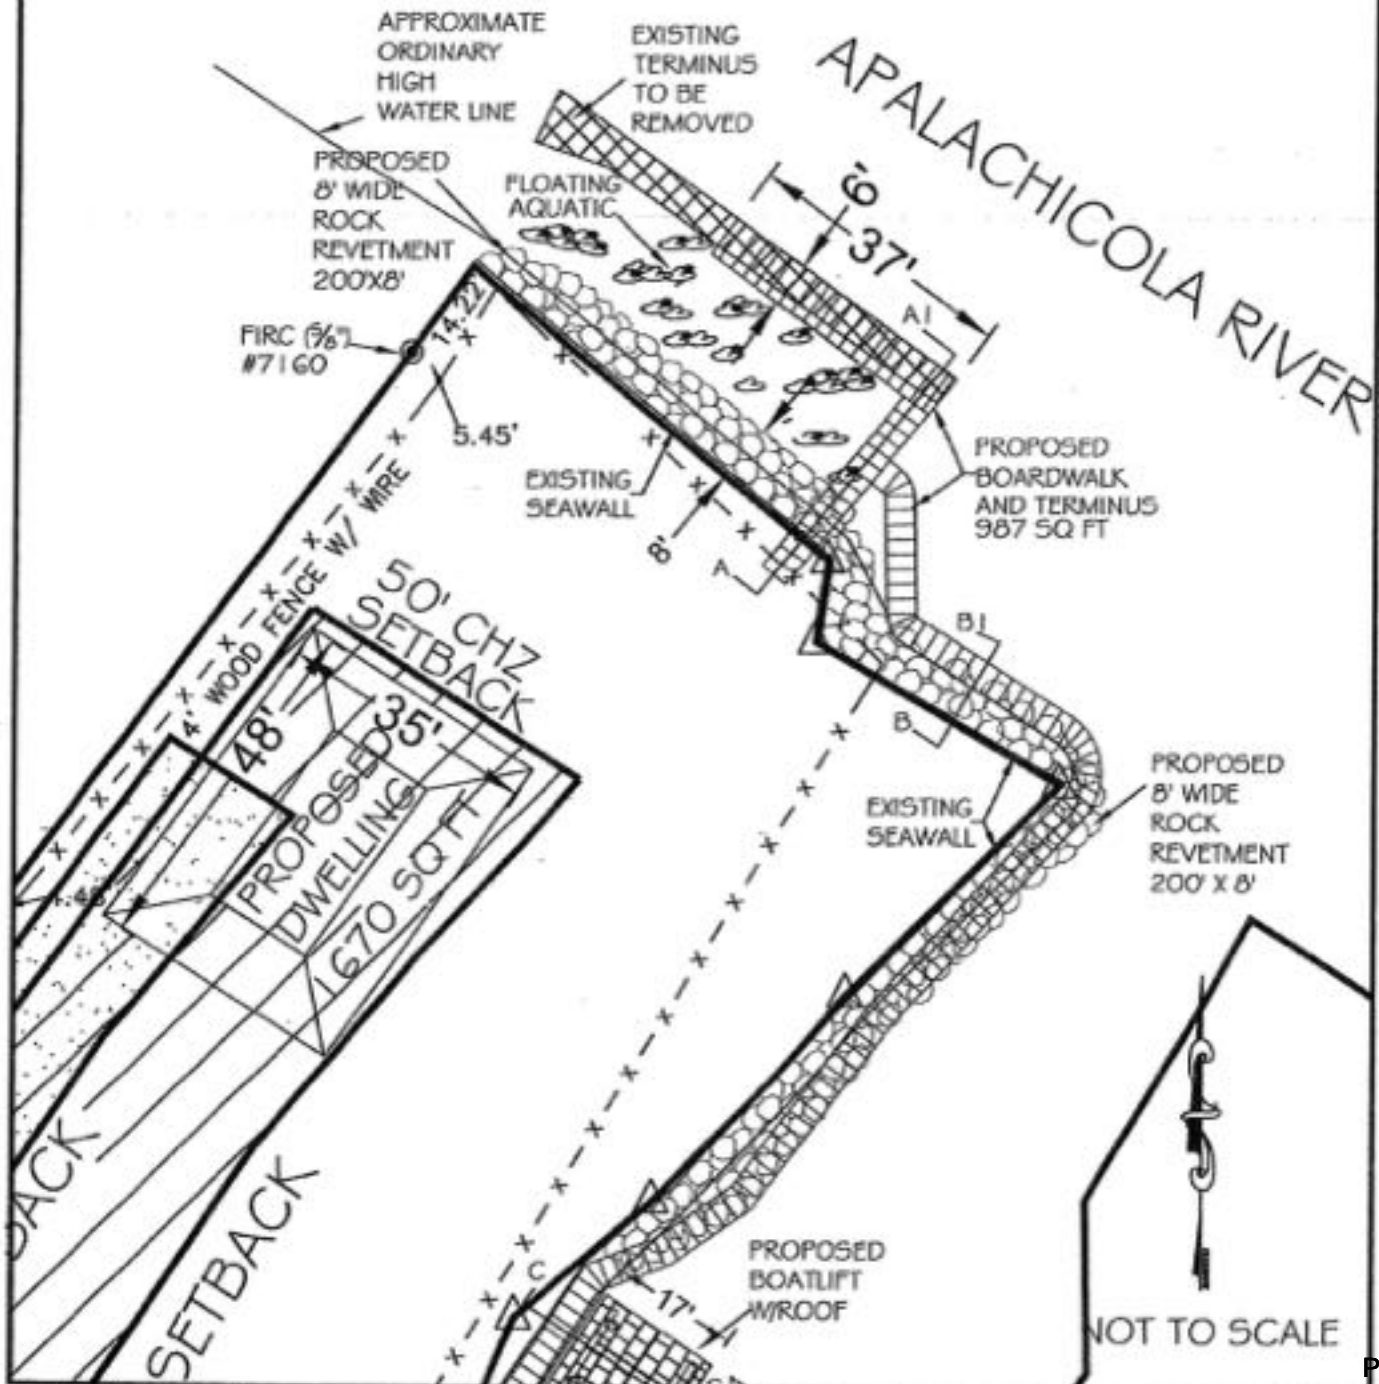 APPROXIMATE
ORDINARY
HIGH
WATER LINE
EXISTING
TERMINUS
TO BE
REMOVED
APALACHICOLA RIVER
PROPOSED
8' WIDE
ROCK
REVETMENT
200'X8'
FLOATING
AQUATIC
6'
37'
A1
14.22
FIRC (5/8")
#7160
5.45'
EXISTING
SEAWALL
8'
A
PROPOSED
BOARDWALK
AND TERMINUS
987 SQ FT
4' WOOD FENCE W/ WIRE
50' CHZ
SETBACK
B1
B
48'
35'
PROPOSED
DWELLING
1670 SQ FT
EXISTING
SEAWALL
PROPOSED
8' WIDE
ROCK
REVETMENT
200' X 8'
SETBACK
C
17'
PROPOSED
BOATLIFT
W/ROOF
NOT TO SCALE
P